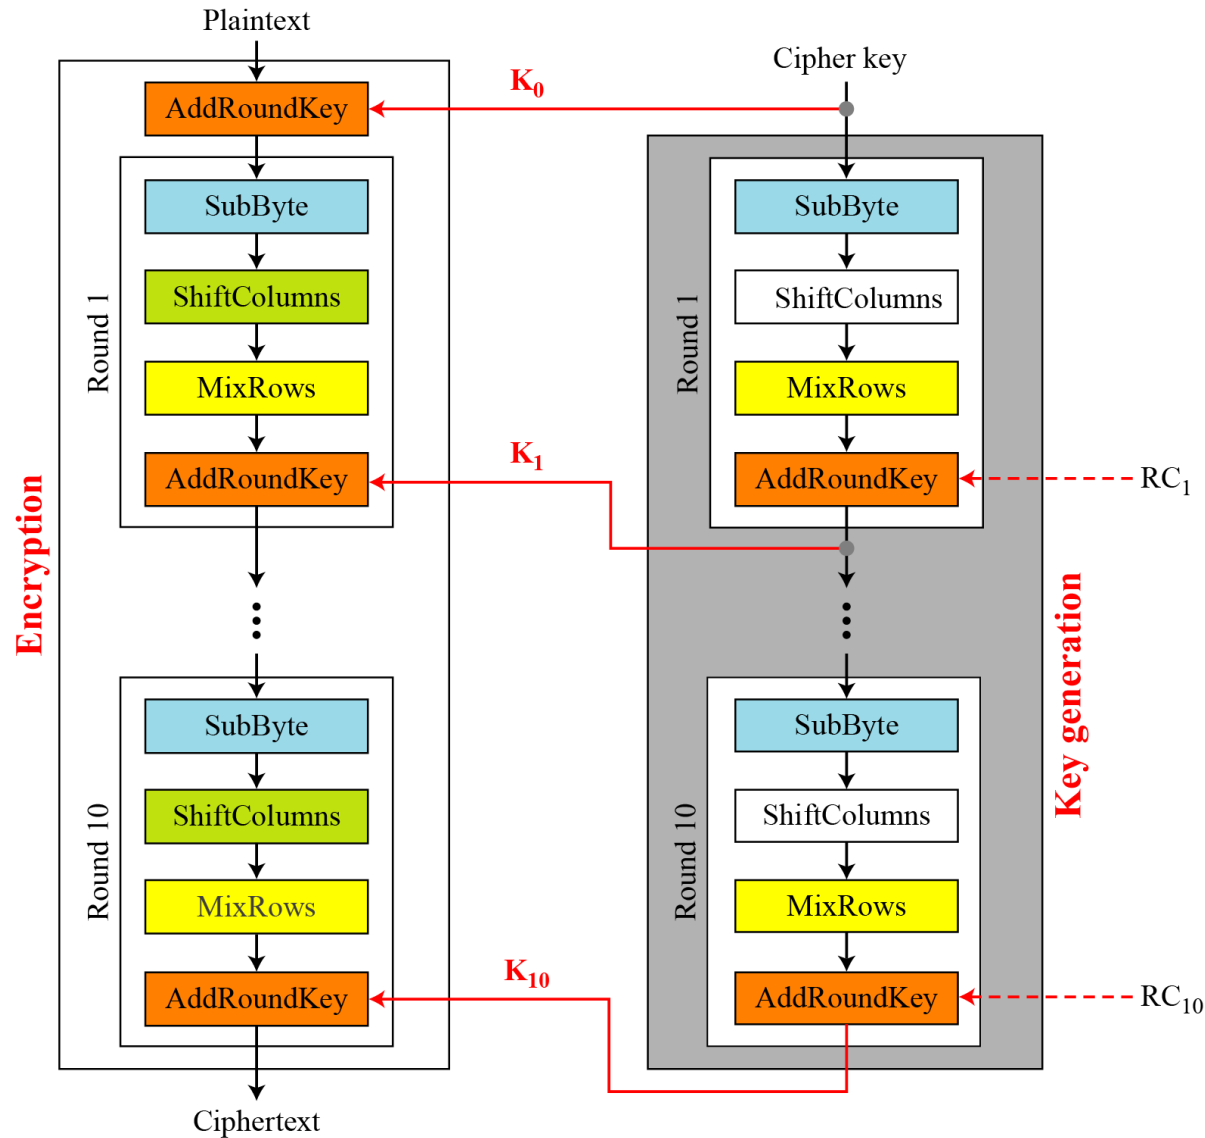 Plaintext
Cipher key
K0
AddRoundKey
SubByte
ShiftColumns
MixRows
AddRoundKey
Round 1
K1
SubByte
ShiftColumns
MixRows
AddRoundKey
Round 1
RC1
Encryption
Key generation
SubByte
ShiftColumns
MixRows
AddRoundKey
Round 10
K10
SubByte
ShiftColumns
MixRows
AddRoundKey
Round 10
RC10
Ciphertext